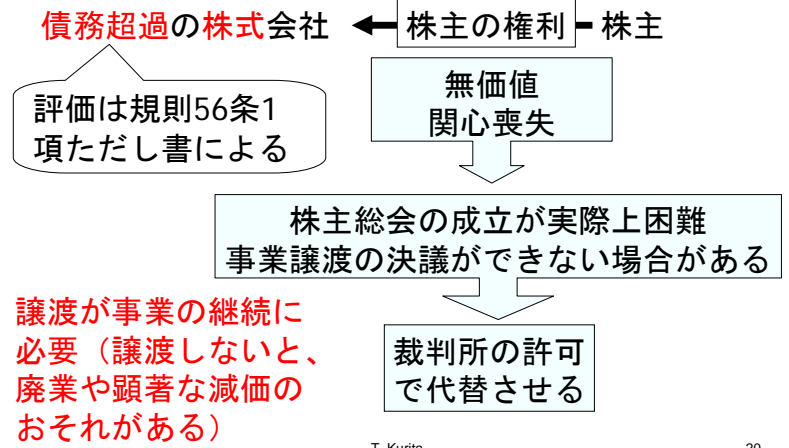 債務超過の株式会社 株主の権利 株主
評価は規則56条1
項ただし書による
無価値
関心喪失
株主総会の成立が実際上困難
事業譲渡の決議ができない場合がある
譲渡が事業の継続に
必要（譲渡しないと、
廃業や顕著な減価の
おそれがある）
裁判所の許可
で代替させる
T. Kurita
20